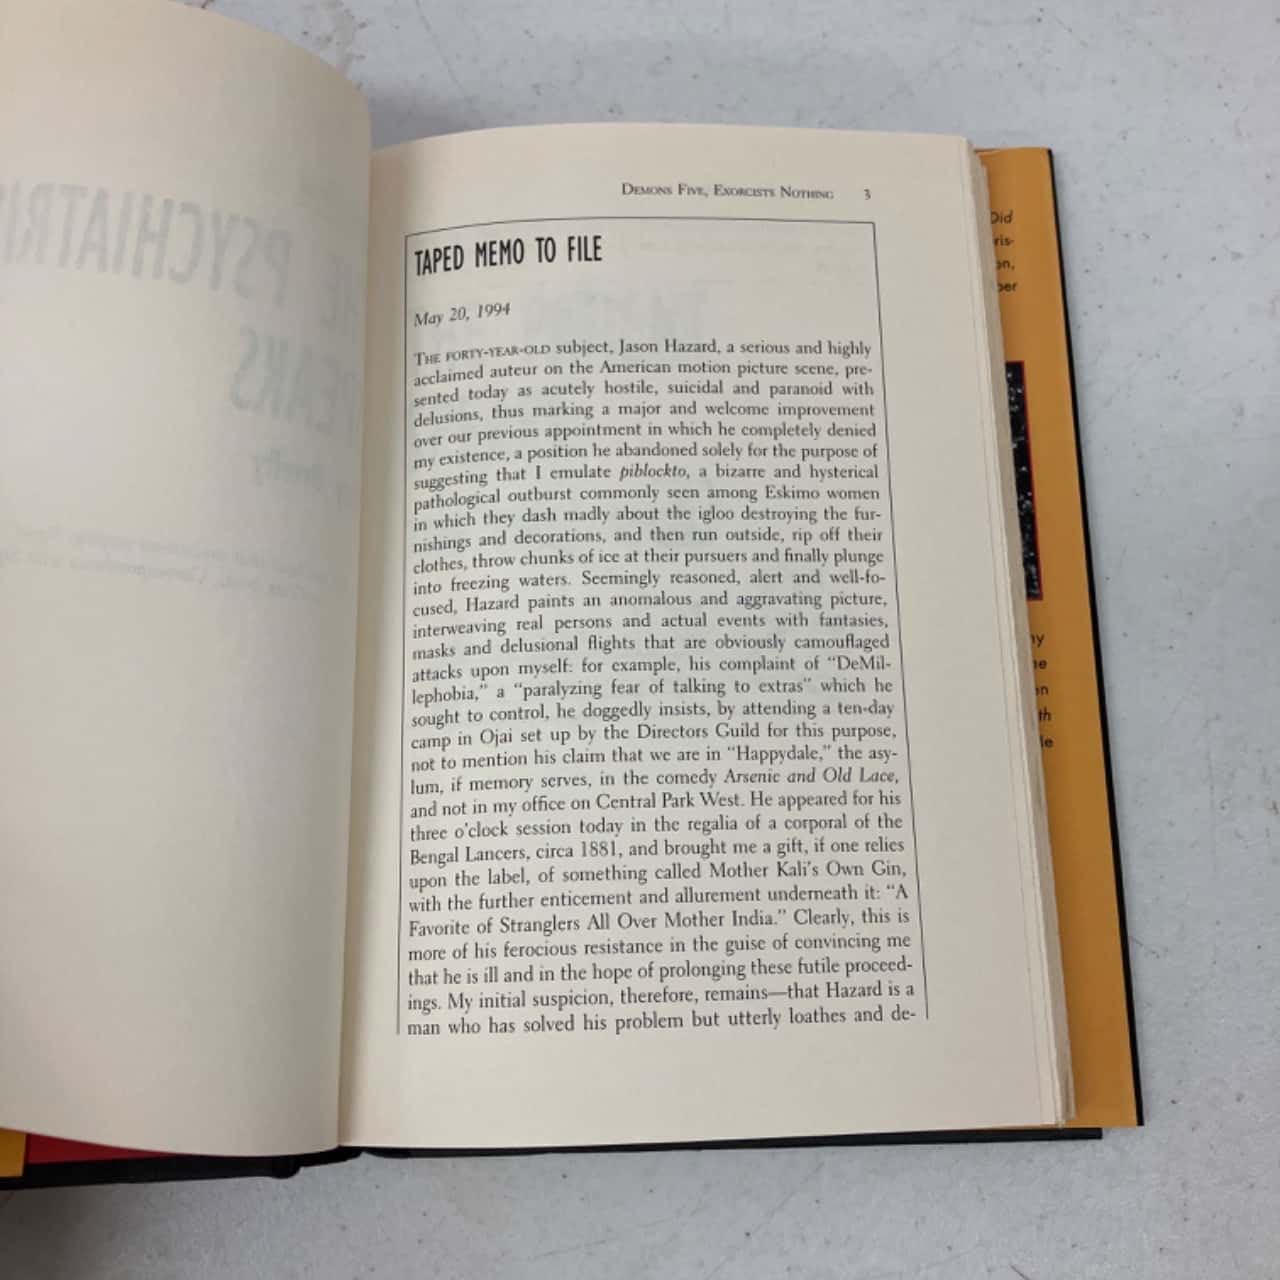 DEMONS FIVE, EXORCISTS NOTHING 3
TAPED MEMO TO FILE
May 20, 1994
THE FORTY-YEAR-OLD subject, Jason Hazard, a serious and highly
acclaimed auteur on the American motion picture scene, pre-
sented today as acutely hostile, suicidal and paranoid with
delusions, thus marking a major and welcome improvement
over our previous appointment in which he completely denied
my existence, a position he abandoned solely for the purpose of
suggesting that I emulate piblockto, a bizarre and hysterical
pathological outburst commonly seen among Eskimo women
in which they dash madly about the igloo destroying the fur-
nishings and decorations, and then run outside, rip off their
clothes, throw chunks of ice at their pursuers and finally plunge
into freezing waters. Seemingly reasoned, alert and well-fo-
cused, Hazard paints an anomalous and aggravating picture,
interweaving real persons and actual events with fantasies,
masks and delusional flights that are obviously camouflaged
attacks upon myself: for example, his complaint of “DeMil-
lephobia,” a “paralyzing fear of talking to extras” which he
sought to control, he doggedly insists, by attending a ten-day
camp in Ojai set up by the Directors Guild for this purpose,
not to mention his claim that we are in “Happydale,” the asy-
lum, if memory serves, in the comedy Arsenic and Old Lace,
and not in my office on Central Park West. He appeared for his
three o’clock session today in the regalia of a corporal of the
Bengal Lancers, circa 1881, and brought me a gift, if one relies
upon the label, of something called Mother Kali’s Own Gin,
with the further enticement and allurement underneath it: “A
Favorite of Stranglers All Over Mother India.” Clearly, this is
more of his ferocious resistance in the guise of convincing me
that he is ill and in the hope of prolonging these futile proceed-
ings. My initial suspicion, therefore, remains—that Hazard is a
man who has solved his problem but utterly loathes and de-
Did
ris-
on,
per